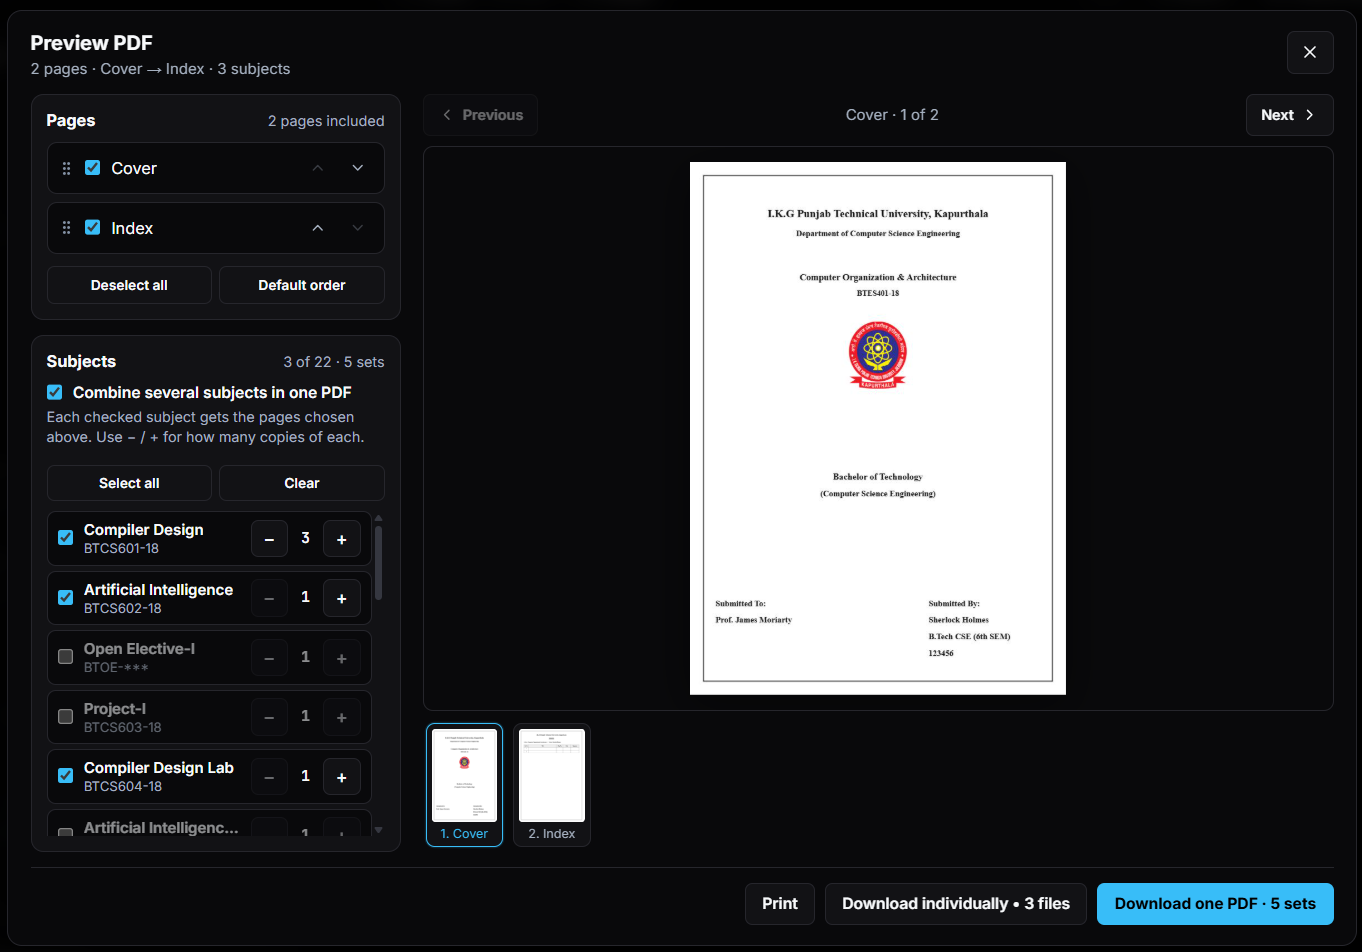 Preview PDF
2 pages · Cover → Index · 3 subjects
Pages
2 pages included
Cover
Index
Deselect all
Default order
Subjects
3 of 22 · 5 sets
Combine several subjects in one PDF
Each checked subject gets the pages chosen
above. Use − / + for how many copies of each.
Select all
Clear
Compiler Design
BTCS601-18
− 3 +
Artificial Intelligence
BTCS602-18
− 1 +
Open Elective-I
BTOE-***
− 1 +
Project-I
BTCS603-18
− 1 +
Compiler Design Lab
BTCS604-18
− 1 +
Artificial Intelligenc...
1
Previous
Cover · 1 of 2
Next
I.K.G Punjab Technical University, Kapurthala
Department of Computer Science Engineering
Computer Organization & Architecture
BTES401-18
KAPURTHALA
Bachelor of Technology
(Computer Science Engineering)
Submitted To:
Prof. James Moriarty
Submitted By:
Sherlock Holmes
B.Tech CSE (6th SEM)
123456
1. Cover
2. Index
Print
Download individually • 3 files
Download one PDF · 5 sets